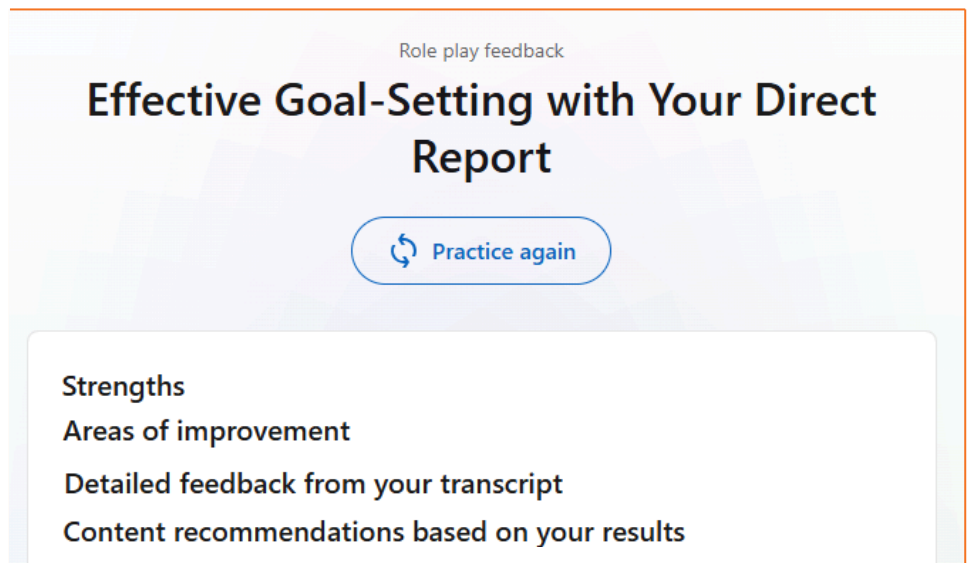 Role play feedback
Effective Goal-Setting with Your Direct
Report
Practice again
Strengths
Areas of improvement
Detailed feedback from your transcript
Content recommendations based on your results